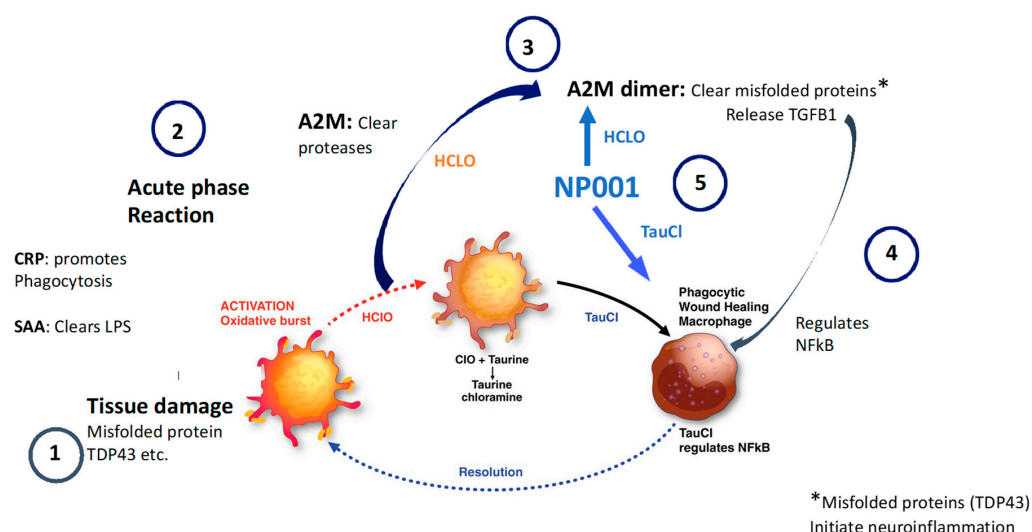 3
A2M dimer: Clear misfolded proteins*
Release TGFB1
2
A2M: Clear
proteases
HCLO
HCLO
NP001
5
Acute phase
Reaction
TauCl
4
CRP: promotes
Phagocytosis
SAA: Clears LPS
ACTIVATION
Oxidative burst
HClO
TauCl
Phagocytic
Wound Healing
Macrophage
Regulates
NFkB
ClO + Taurine
Taurine
chloramine
Tissue damage
Misfolded protein
TDP43 etc.
1
TauCl
regulates NFkB
Resolution
*Misfolded proteins (TDP43)
Initiate neuroinflammation